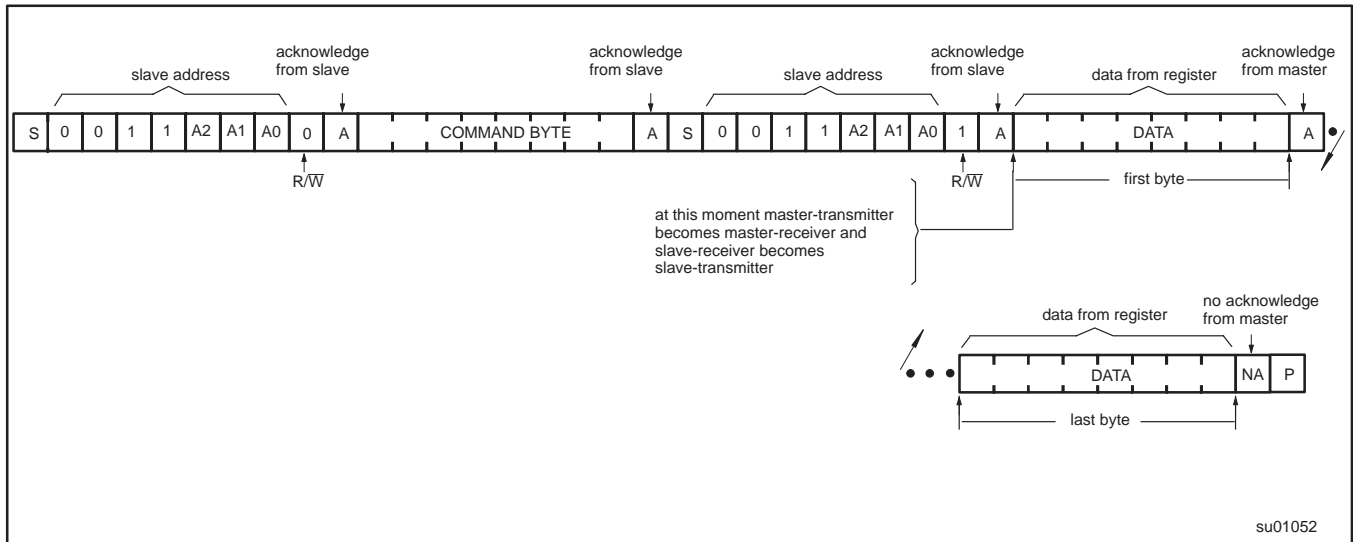 acknowledge
from slave
acknowledge
from slave
acknowledge
from slave
acknowledge
from master
slave address
slave address
data from register
S 0 0 1 1 A2 A1 A0 0 A COMMAND BYTE A S 0 0 1 1 A2 A1 A0 1 A DATA A
R/W̅
R/W̅
first byte
at this moment master-transmitter
becomes master-receiver and
slave-receiver becomes
slave-transmitter
no acknowledge
from master
data from register
DATA NA P
last byte
su01052